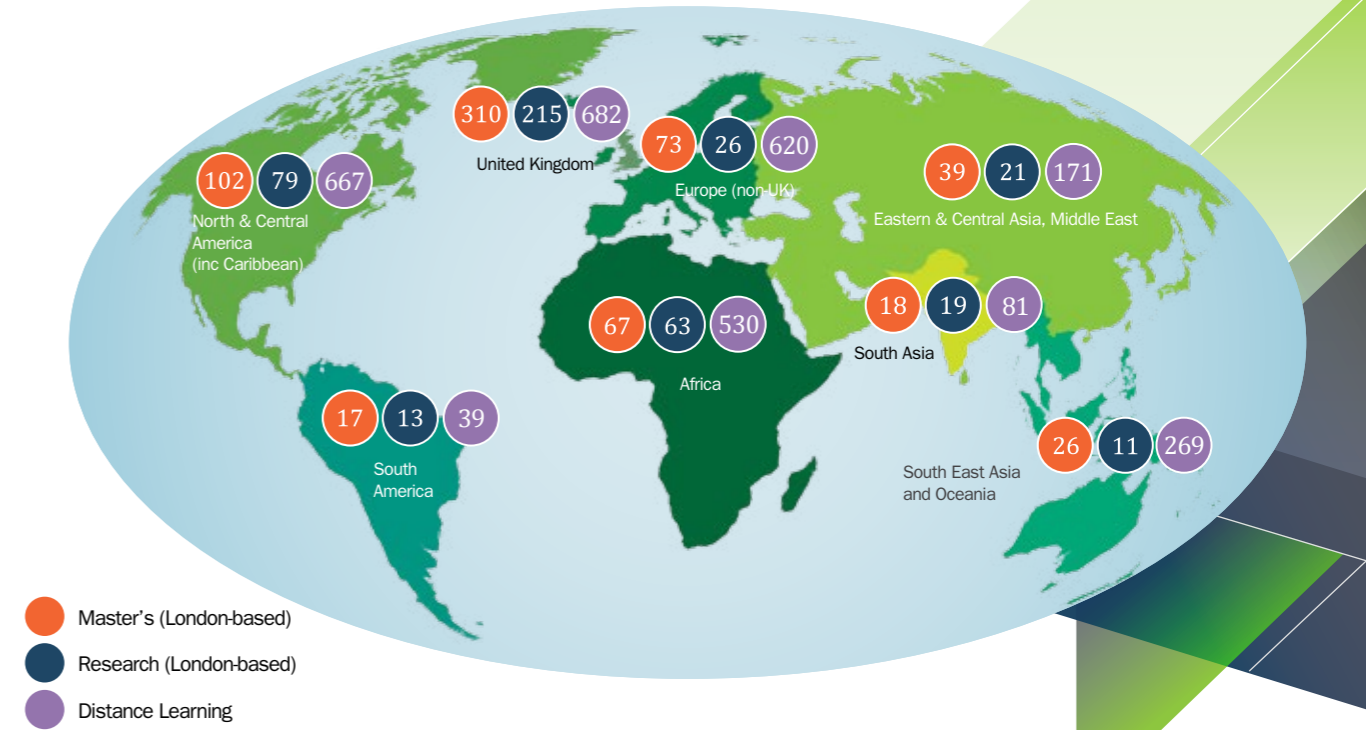 310 215 682
United Kingdom
73 26 620
Europe (non-UK)
102 79 667
North & Central
America
(inc Caribbean)
39 21 171
Eastern & Central Asia, Middle East
18 19 81
South Asia
67 63 530
Africa
17 13 39
South
America
26 11 269
South East Asia
and Oceania
Master's (London-based)
Research (London-based)
Distance Learning